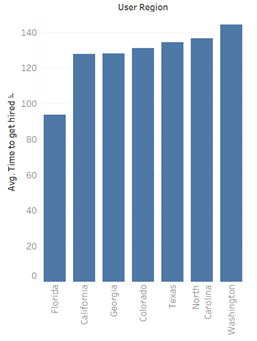 User Region
Avg. Time to get hired
140
120
100
80
60
40
20
0
Florida
California
Georgia
Colorado
Texas
North
Carolina
Washington